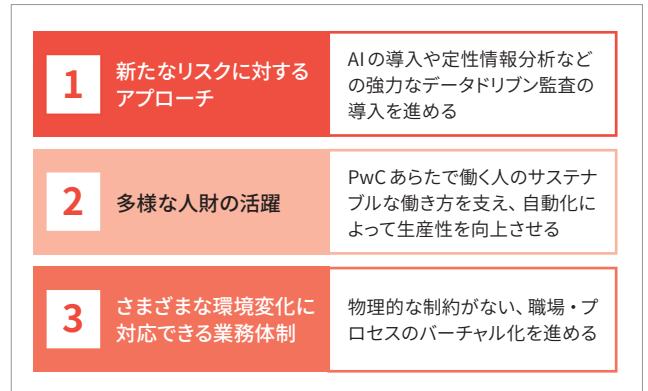 1
新たなリスクに対する
アプローチ
AIの導入や定性情報分析など
の強力なデータドリブン監査の
導入を進める
2
多様な人財の活躍
PwCあらたで働く人のサステナ
ブルな働き方を支え、自動化に
よって生産性を向上させる
3
さまざまな環境変化に
対応できる業務体制
物理的な制約がない、職場・プ
ロセスのバーチャル化を進める